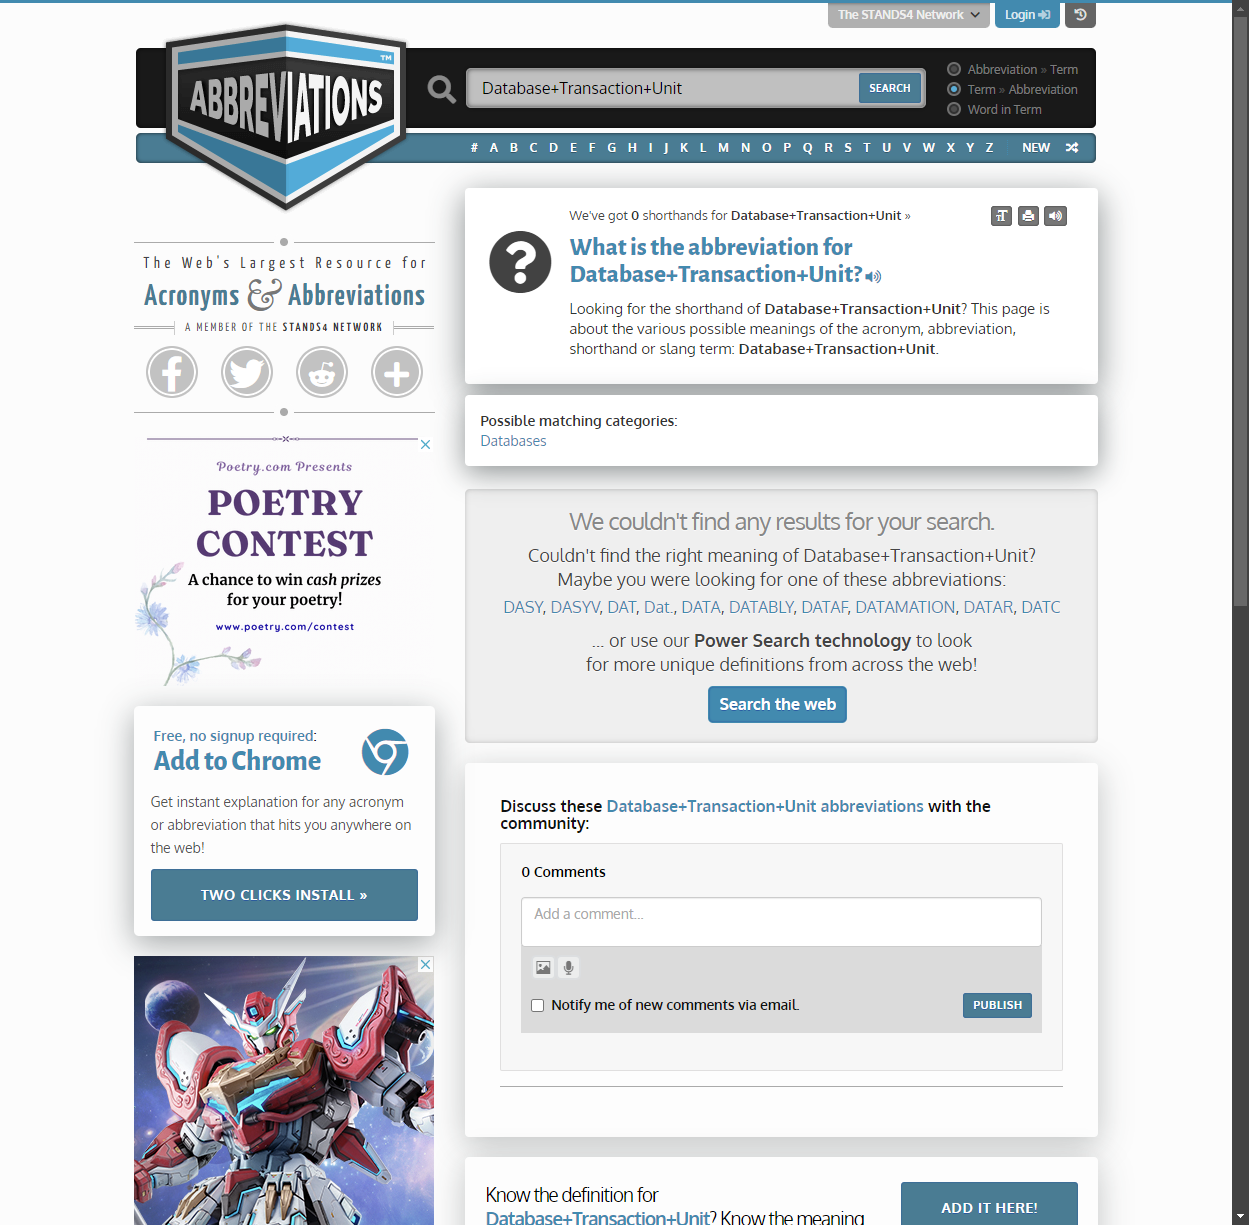 The STANDS4 Network
Login
ABBREVIATIONS ™
Database+Transaction+Unit
SEARCH
Abbreviation » Term
Term » Abbreviation
Word in Term
# A B C D E F G H I J K L M N O P Q R S T U V W X Y Z NEW
The Web's Largest Resource for
Acronyms & Abbreviations
A MEMBER OF THE STANDS4 NETWORK
Poetry.com Presents
POETRY
CONTEST
A chance to win cash prizes
for your poetry!
www.poetry.com/contest
Free, no signup required:
Add to Chrome
Get instant explanation for any acronym
or abbreviation that hits you anywhere on
the web!
TWO CLICKS INSTALL »
We've got 0 shorthands for Database+Transaction+Unit »
What is the abbreviation for
Database+Transaction+Unit?
Looking for the shorthand of Database+Transaction+Unit? This page is
about the various possible meanings of the acronym, abbreviation,
shorthand or slang term: Database+Transaction+Unit.
Possible matching categories:
Databases
We couldn't find any results for your search.
Couldn't find the right meaning of Database+Transaction+Unit?
Maybe you were looking for one of these abbreviations:
DASY, DASYV, DAT, Dat., DATA, DATABLY, DATAF, DATAMATION, DATAR, DATC
... or use our Power Search technology to look
for more unique definitions from across the web!
Search the web
Discuss these Database+Transaction+Unit abbreviations with the
community:
0 Comments
Add a comment...
Notify me of new comments via email.
PUBLISH
Know the definition for
Database+Transaction+Unit? Know the meaning
ADD IT HERE!